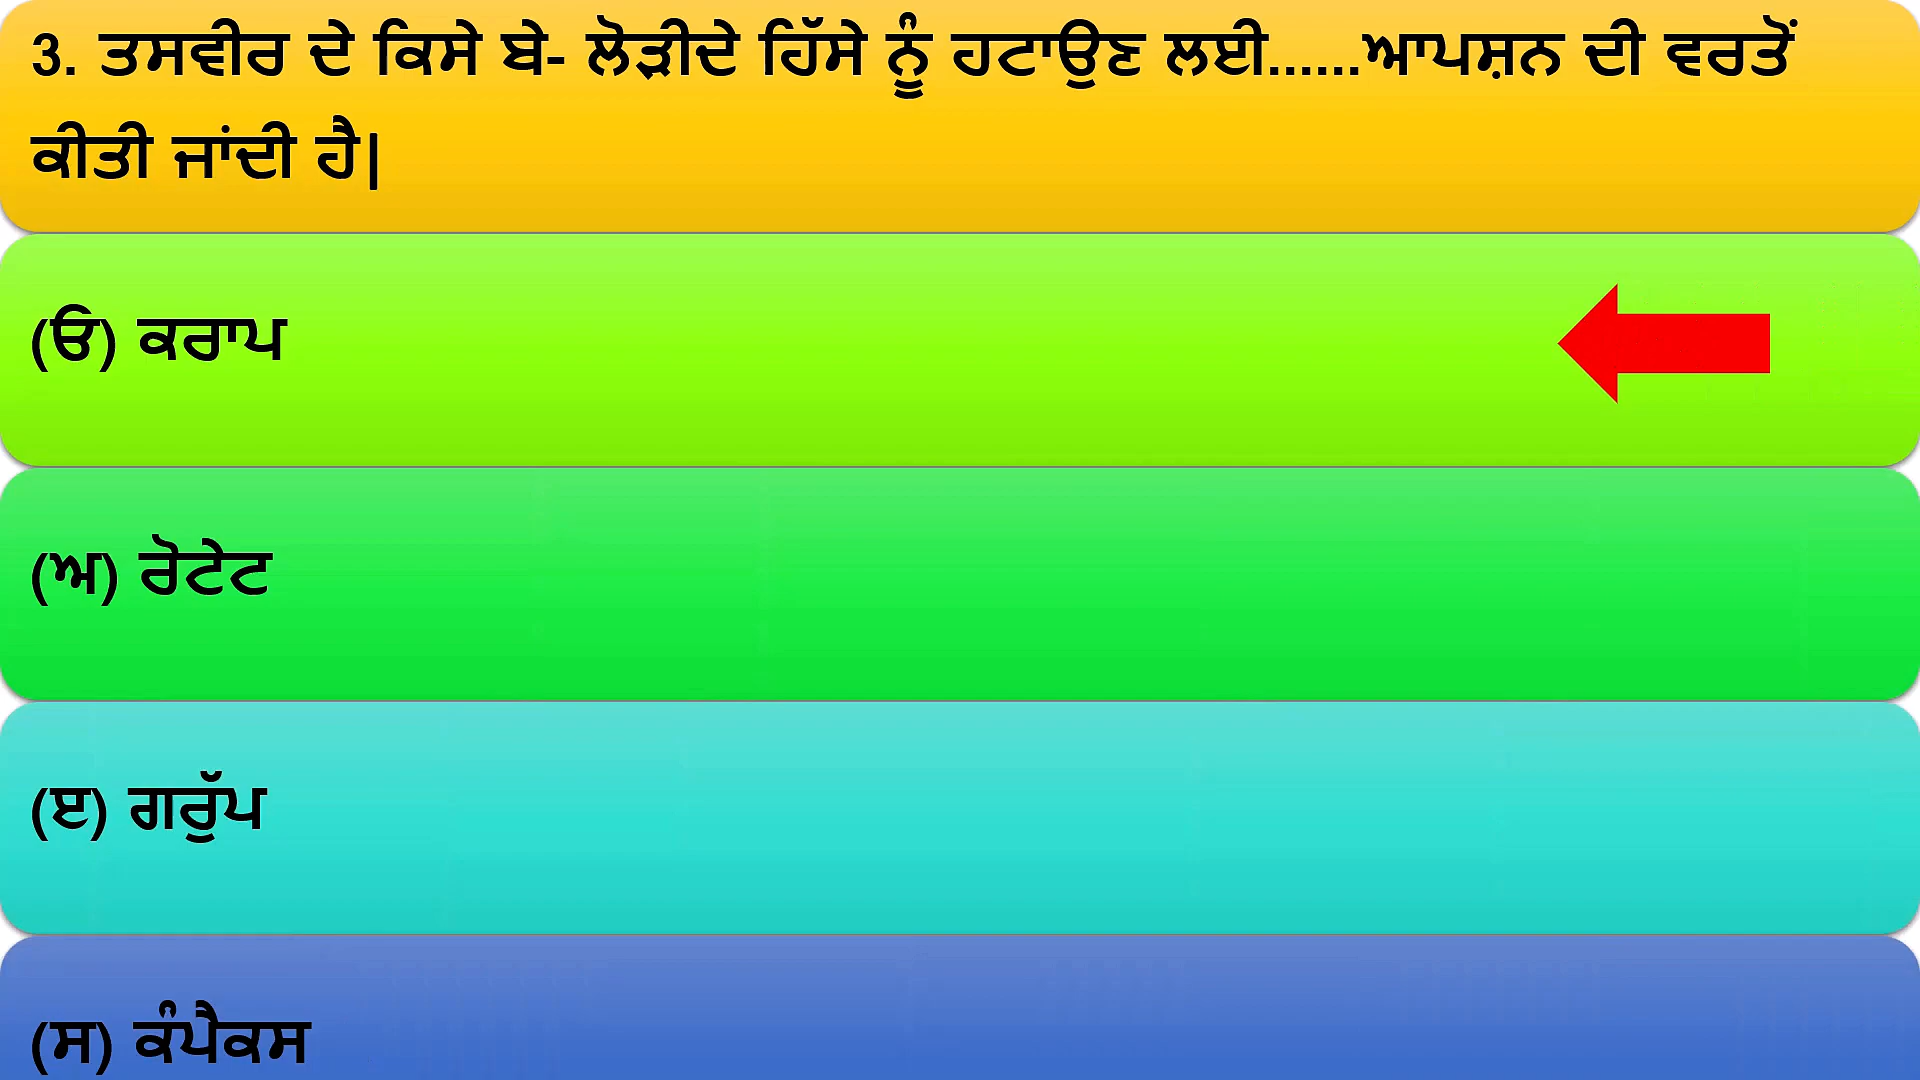 3. ਤਸਵੀਰ ਦੇ ਕਿਸੇ ਬੇ- ਲੋੜੀਦੇ ਹਿੱਸੇ ਨੂੰ ਹਟਾਉਣ ਲਈ......ਆਪਸ਼ਨ ਦੀ ਵਰਤੋਂ
ਕੀਤੀ ਜਾਂਦੀ ਹੈ|
(ੳ) ਕਰਾਪ
(ਅ) ਰੋਟੇਟ
(ੲ) ਗਰੁੱਪ
(ਸ) ਕੰਪੈਕਸ